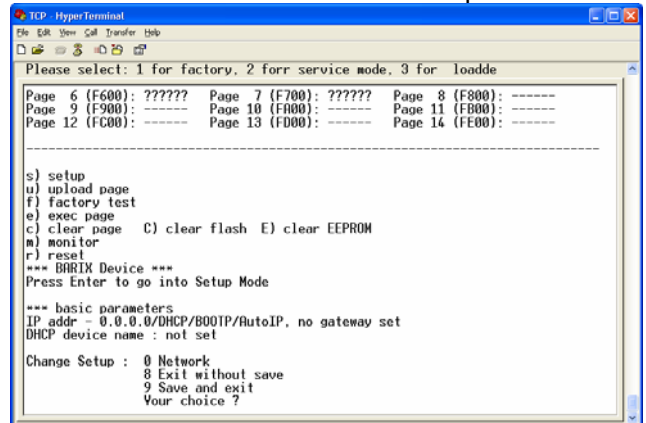 TCP - HyperTerminal
File Edit View Call Transfer Help
Please select: 1 for factory, 2 forr service mode, 3 for  loadde
Page  6 (F600): ??????   Page  7 (F700): ??????   Page  8 (F800): ------
Page  9 (F900): ------   Page 10 (FA00): ------   Page 11 (FB00): ------
Page 12 (FC00): ------   Page 13 (FD00): ------   Page 14 (FE00): ------
--------------------------------------------------------------------------------
s) setup
u) upload page
f) factory test
e) exec page
c) clear page   C) clear flash  E) clear EEPROM
m) monitor
r) reset
*** BARIX Device ***
Press Enter to go into Setup Mode
*** basic parameters
IP addr - 0.0.0.0/DHCP/BOOTP/AutoIP, no gateway set
DHCP device name : not set
Change Setup :  0 Network
8 Exit without save
9 Save and exit
Your choice ?